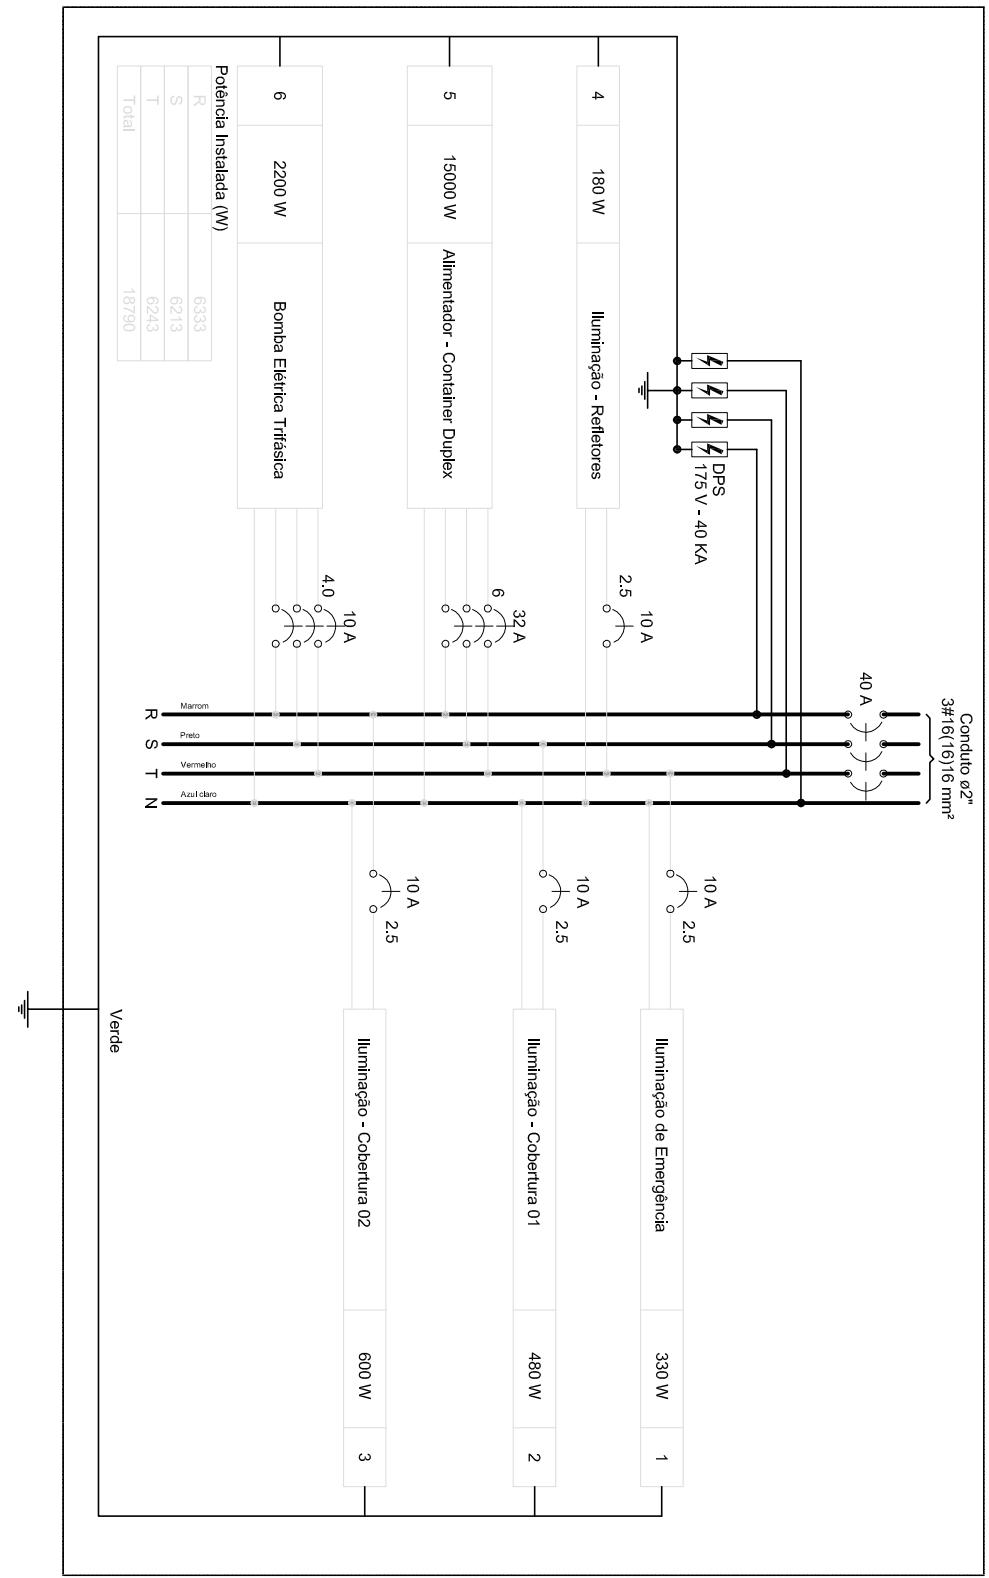 Conduto ø2"
3#16(16)16 mm²
40 A
DPS
175 V - 40 KA
4
180 W
Iluminação - Refletores
2.5
10 A
5
15000 W
Alimentador - Container Duplex
6
32 A
6
2200 W
Bomba Elétrica Trifásica
4.0
10 A
Potência Instalada (W)
R 6333
S 6213
T 6243
Total 18790
R Marrom
S Preto
T Vermelho
N Azul claro
10 A
2.5
Iluminação de Emergência
330 W
1
10 A
2.5
Iluminação - Cobertura 01
480 W
2
10 A
2.5
Iluminação - Cobertura 02
600 W
3
Verde